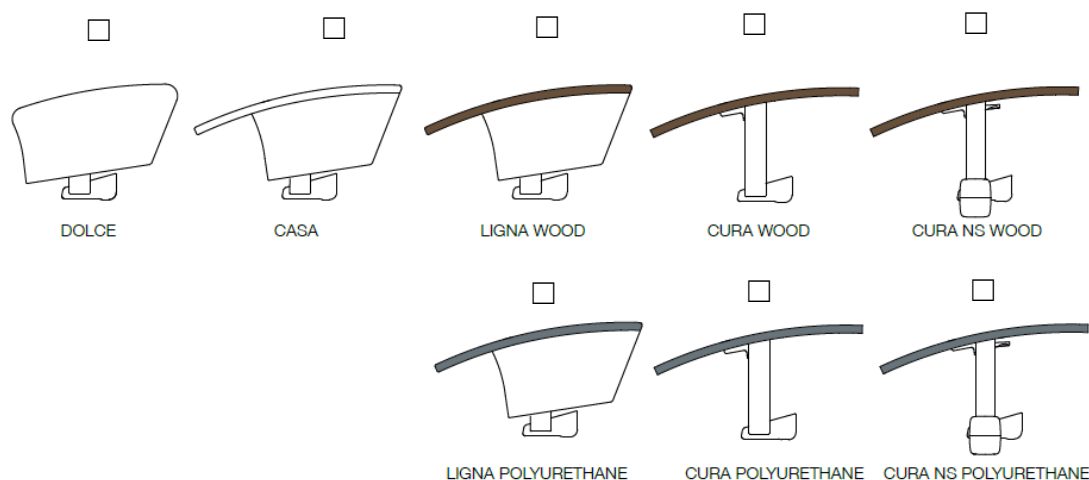 DOLCE
CASA
LIGNA WOOD
CURA WOOD
CURA NS WOOD
LIGNA POLYURETHANE
CURA POLYURETHANE
CURA NS POLYURETHANE